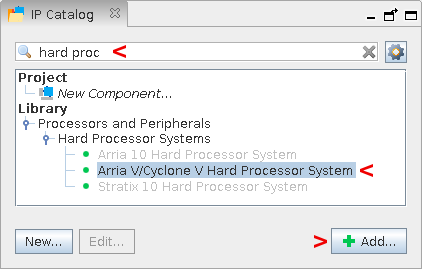 IP Catalog
hard proc
Project
New Component...
Library
Processors and Peripherals
Hard Processor Systems
Arria 10 Hard Processor System
Arria V/Cyclone V Hard Processor System
Stratix 10 Hard Processor System
New... Edit... Add...